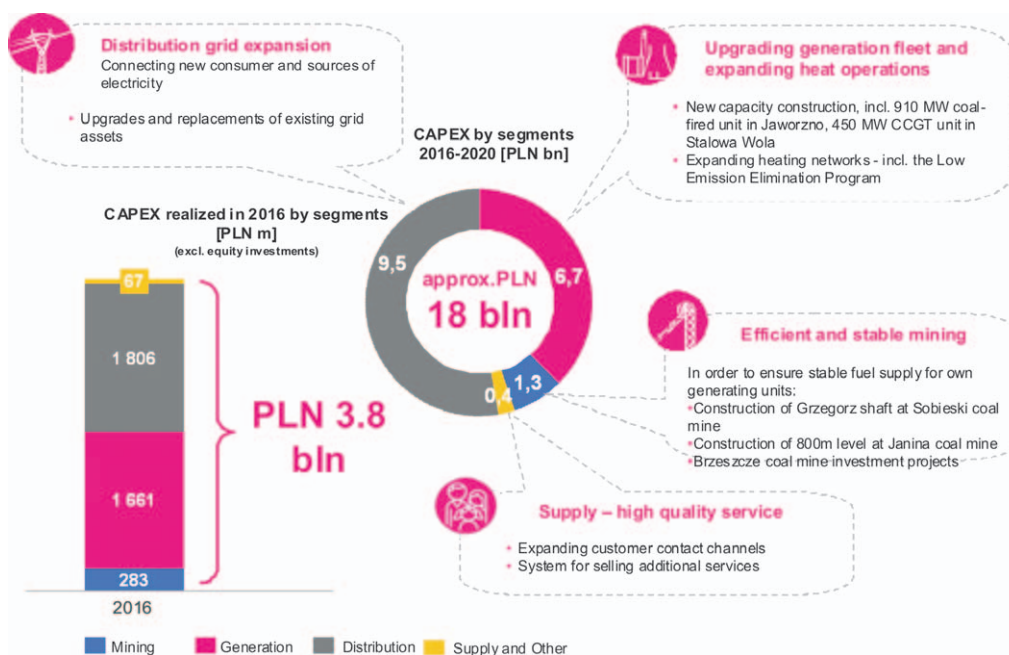 Distribution grid expansion
Connecting new consumer and sources of
electricity
• Upgrades and replacements of existing grid
assets
Upgrading generation fleet and
expanding heat operations
• New capacity construction, incl. 910 MW coal-
fired unit in Jaworzno, 450 MW CCGT unit in
Stalowa Wola
• Expanding heating networks - incl. the Low
Emission Elimination Program
CAPEX by segments
2016-2020 [PLN bn]
9,5
6,7
1,3
0,4
approx.PLN
18 bln
CAPEX realized in 2016 by segments
[PLN m]
(excl. equity investments)
67
1 806
1 661
283
2016
PLN 3.8
bln
Efficient and stable mining
In order to ensure stable fuel supply for own
generating units:
•Construction of Grzegorz shaft at Sobieski coal
mine
•Construction of 800m level at Janina coal mine
•Brzeszcze coal mine investment projects
Supply – high quality service
• Expanding customer contact channels
• System for selling additional services
Mining
Generation
Distribution
Supply and Other